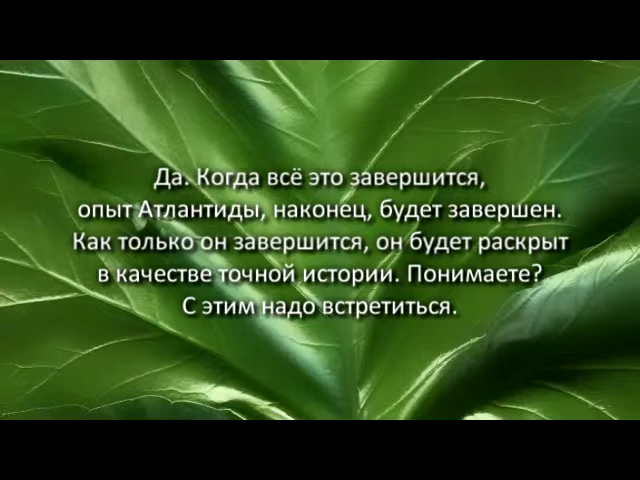 Да. Когда всё это завершится,
опыт Атлантиды, наконец, будет завершен.
Как только он завершится, он будет раскрыт
в качестве точной истории. Понимаете?
С этим надо встретиться.